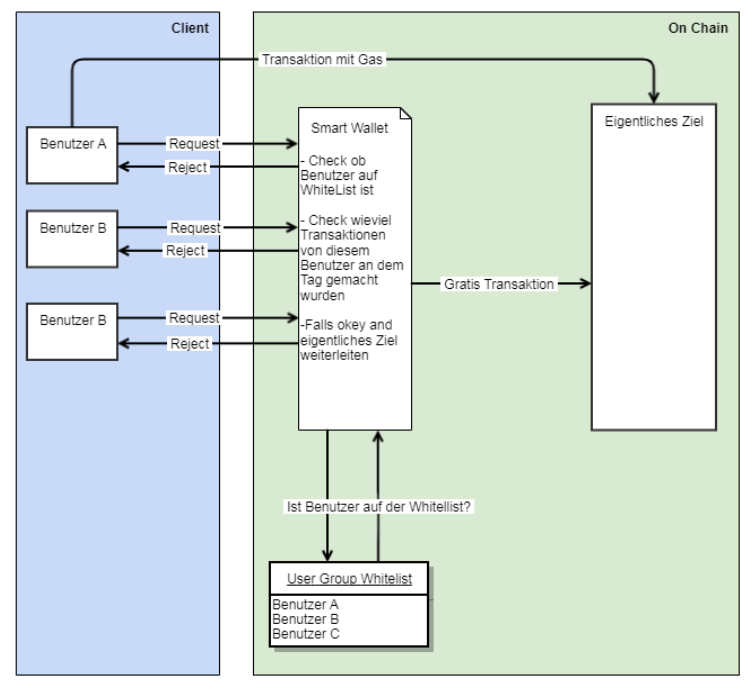 Client
On Chain
Transaktion mit Gas
Benutzer A
Request
Reject
Benutzer B
Request
Reject
Benutzer B
Request
Reject
Smart Wallet
- Check ob
Benutzer auf
WhiteList ist
- Check wieviel
Transaktionen
von diesem
Benutzer an dem
Tag gemacht
wurden
-Falls okey and
eigentliches Ziel
weiterleiten
Gratis Transaktion
Eigentliches Ziel
Ist Benutzer auf der Whitellist?
User Group Whitelist
Benutzer A
Benutzer B
Benutzer C